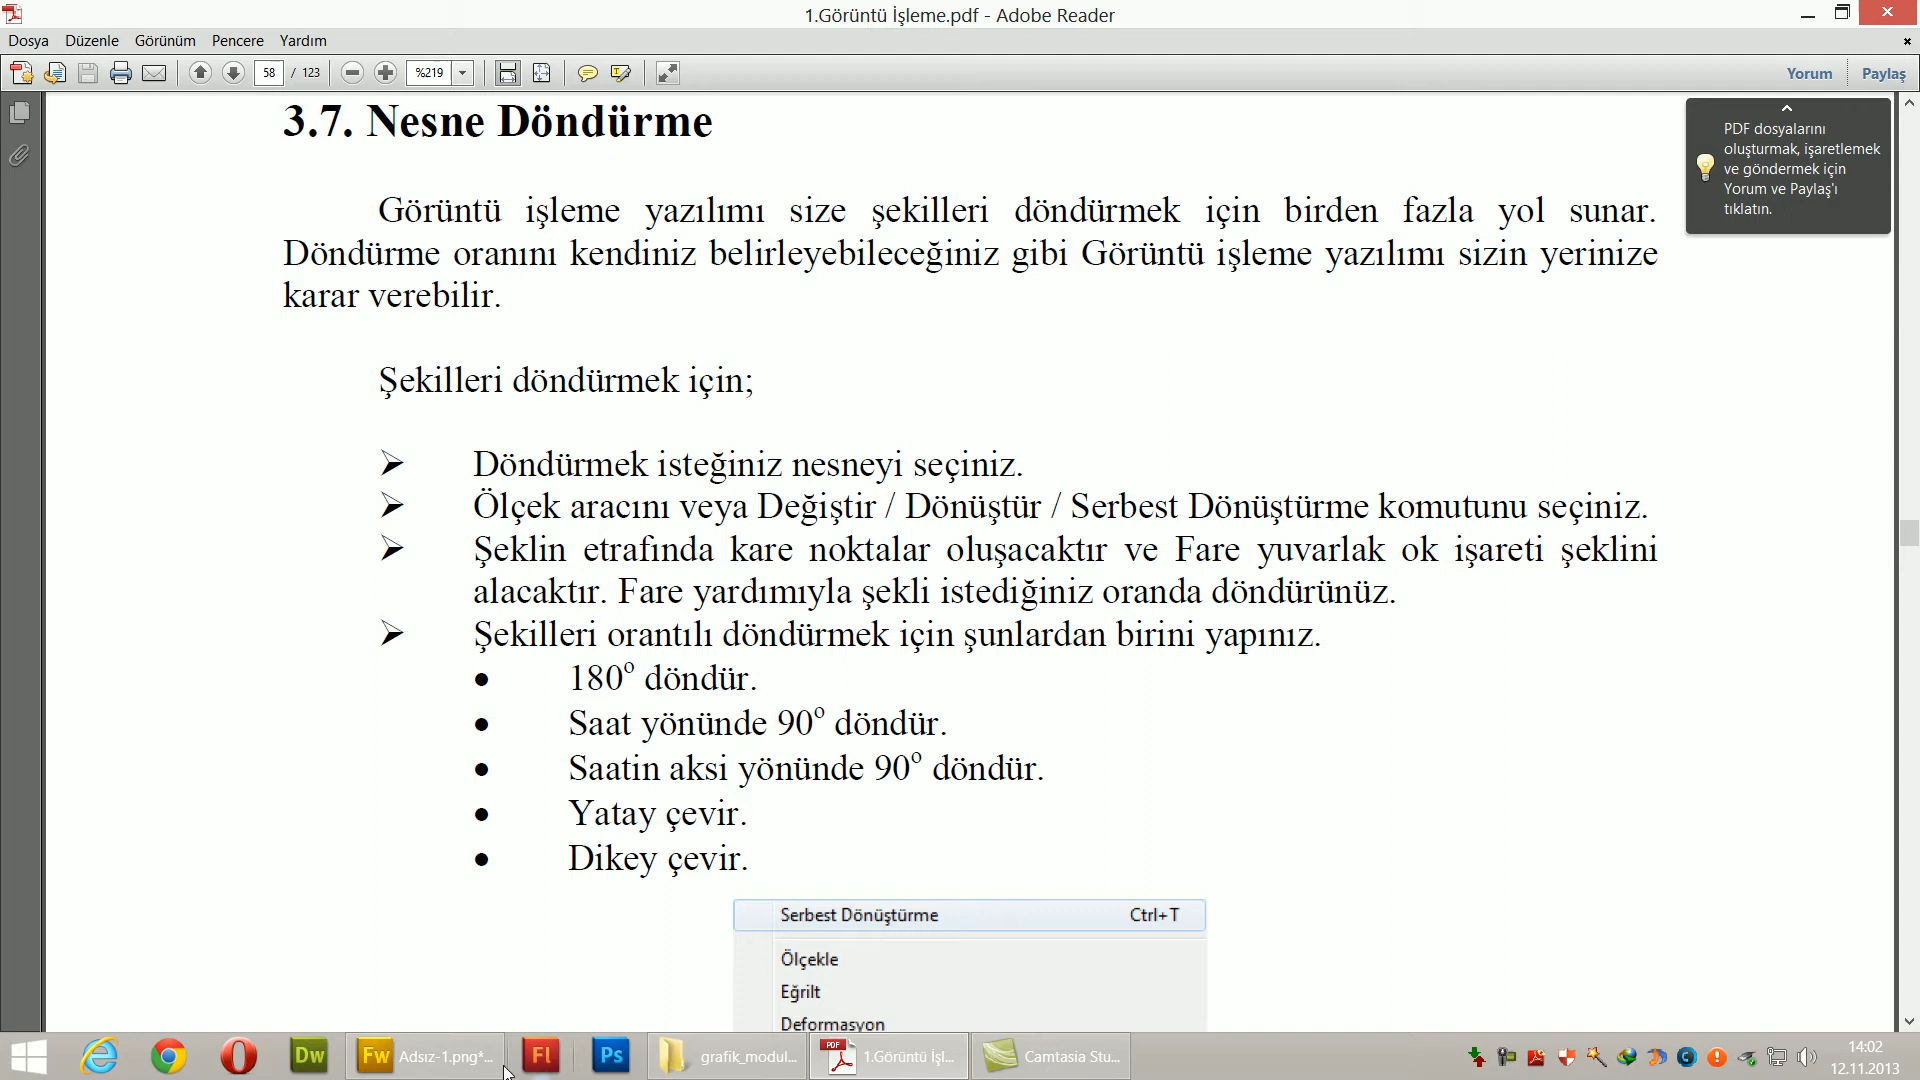 1.Görüntü İşleme.pdf - Adobe Reader
Dosya Düzenle Görünüm Pencere Yardım
58 / 123 %219 Yorum Paylaş
3.7. Nesne Döndürme
PDF dosyalarını
oluşturmak, işaretlemek
ve göndermek için
Yorum ve Paylaş'ı
tıklatın.
Görüntü işleme yazılımı size şekilleri döndürmek için birden fazla yol sunar.
Döndürme oranını kendiniz belirleyebileceğiniz gibi Görüntü işleme yazılımı sizin yerinize
karar verebilir.
Şekilleri döndürmek için;
Döndürmek isteğiniz nesneyi seçiniz.
Ölçek aracını veya Değiştir / Dönüştür / Serbest Dönüştürme komutunu seçiniz.
Şeklin etrafında kare noktalar oluşacaktır ve Fare yuvarlak ok işareti şeklini
alacaktır. Fare yardımıyla şekli istediğiniz oranda döndürünüz.
Şekilleri orantılı döndürmek için şunlardan birini yapınız.
• 180° döndür.
• Saat yönünde 90° döndür.
• Saatin aksi yönünde 90° döndür.
• Yatay çevir.
• Dikey çevir.
Serbest Dönüştürme Ctrl+T
Ölçekle
Eğrilt
Deformasyon
Dw Fw Adsız-1.png*... Fl Ps grafik_modul... PDF 1.Görüntü İşl... Camtasia Stu...
14:02
12.11.2013